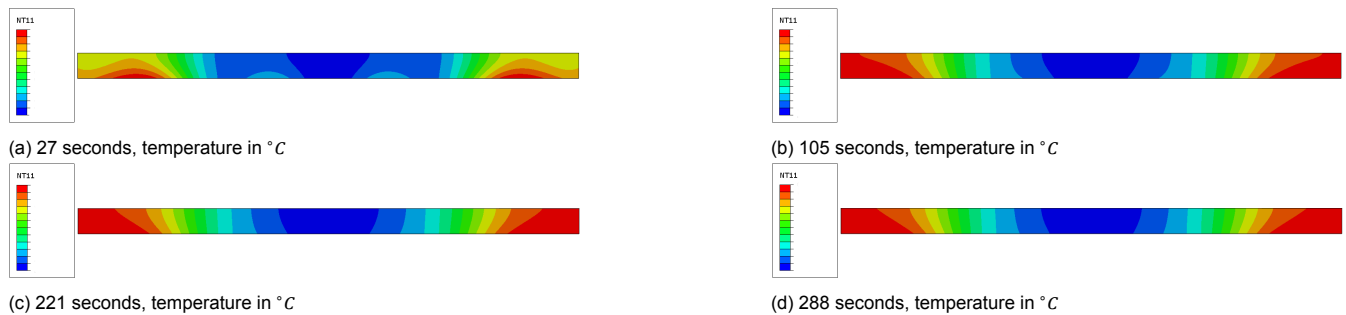 NT11
NT11
(a) 27 seconds, temperature in °C
(b) 105 seconds, temperature in °C
NT11
NT11
(c) 221 seconds, temperature in °C
(d) 288 seconds, temperature in °C